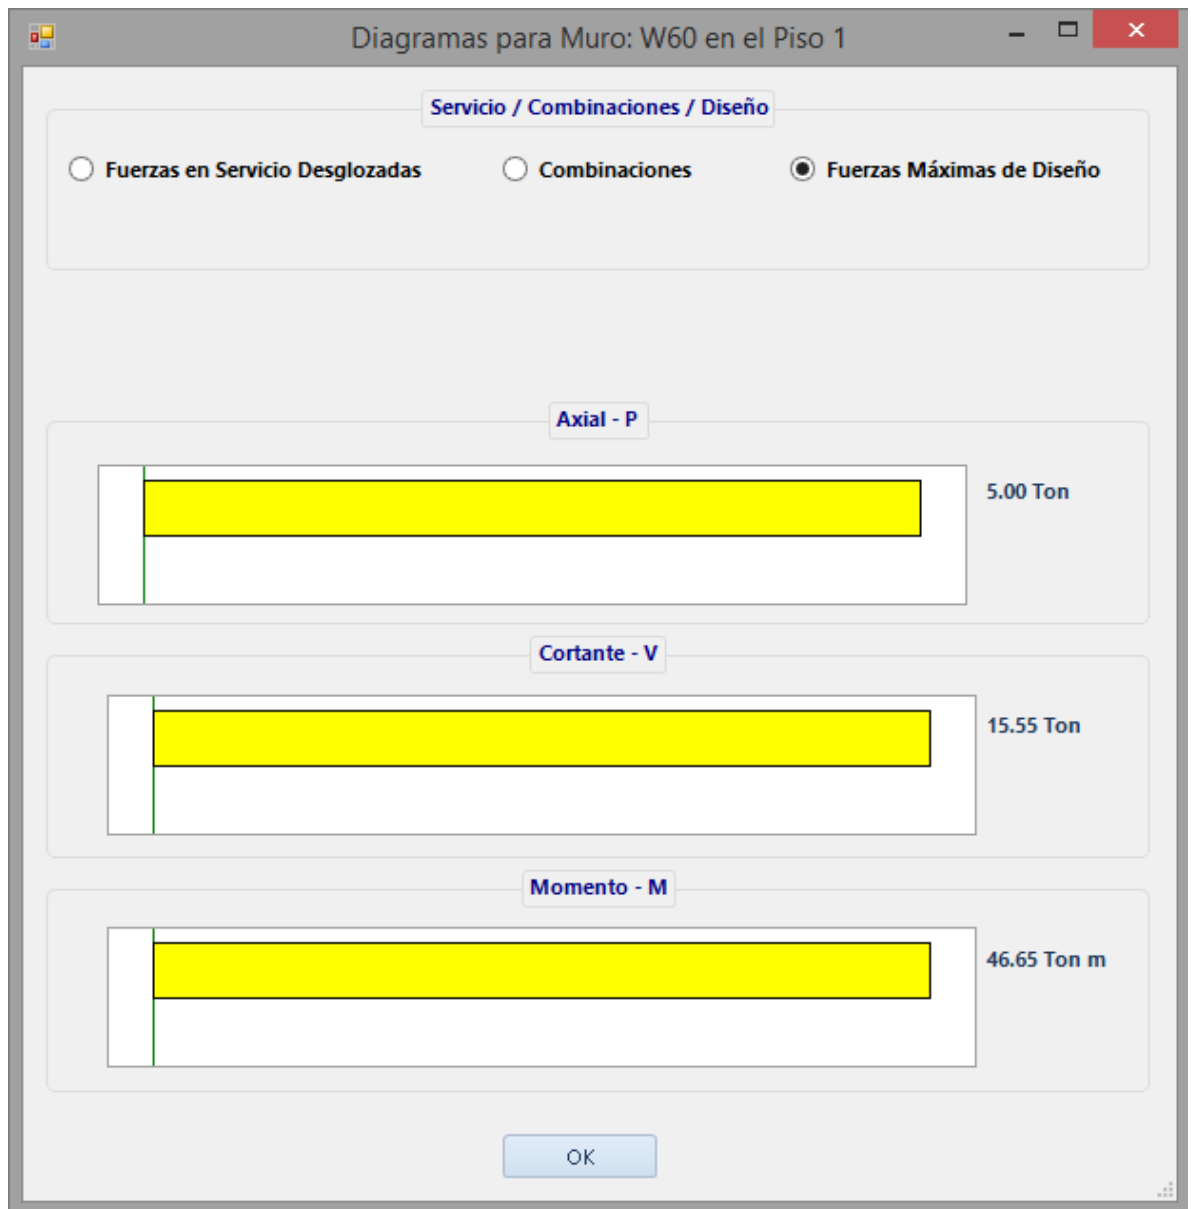 Diagramas para Muro: W60 en el Piso 1
Servicio / Combinaciones / Diseño
Fuerzas en Servicio Desglozadas
Combinaciones
Fuerzas Máximas de Diseño
Axial - P
5.00 Ton
Cortante - V
15.55 Ton
Momento - M
46.65 Ton m
OK